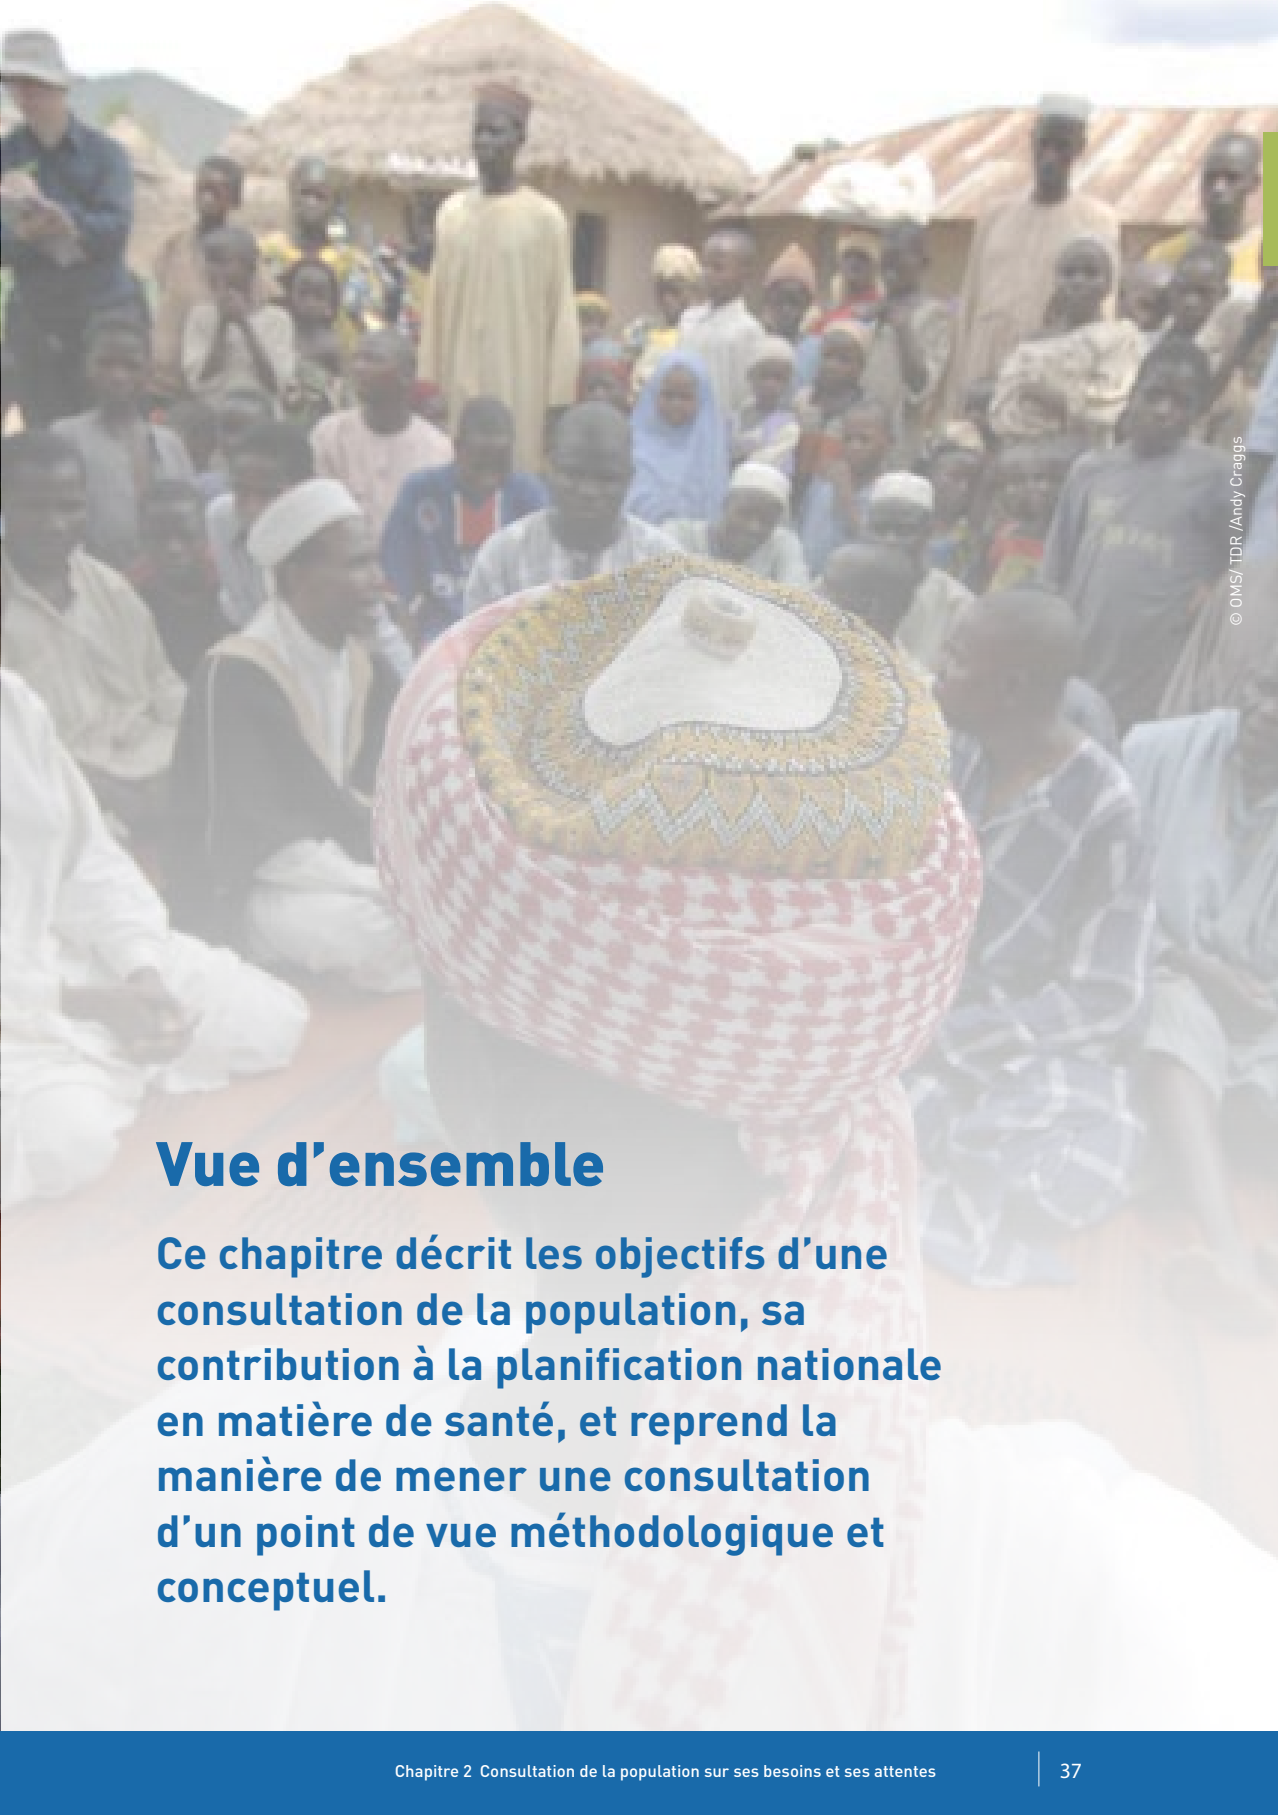 © OMS/ TDR /Andy Craggs
Vue d’ensemble
Ce chapitre décrit les objectifs d’une
consultation de la population, sa
contribution à la planification nationale
en matière de santé, et reprend la
manière de mener une consultation
d’un point de vue méthodologique et
conceptuel.
Chapitre 2 Consultation de la population sur ses besoins et ses attentes
37